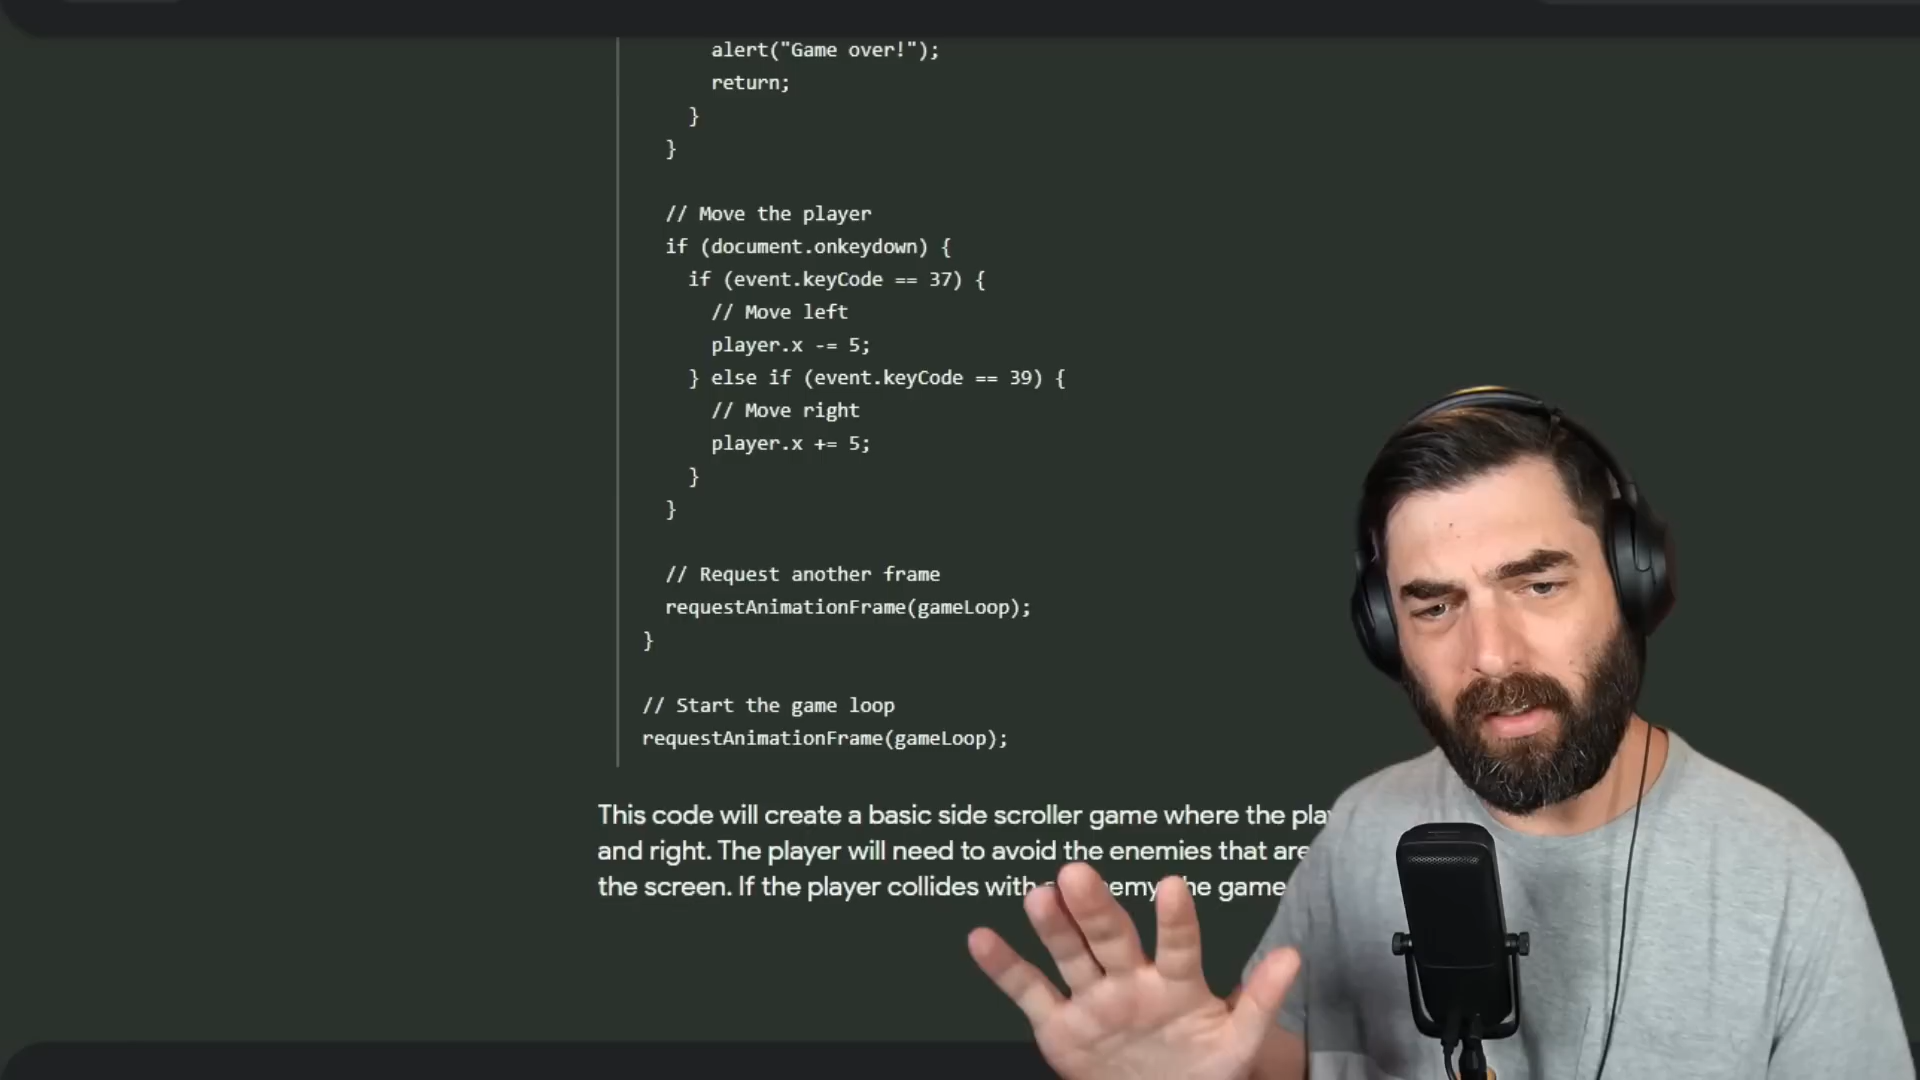 alert("Game over!");
return;
}
}
// Move the player
if (document.onkeydown) {
if (event.keyCode == 37) {
// Move left
player.x -= 5;
} else if (event.keyCode == 39) {
// Move right
player.x += 5;
}
}
// Request another frame
requestAnimationFrame(gameLoop);
}
// Start the game loop
requestAnimationFrame(gameLoop);
This code will create a basic side scroller game where the
and right. The player will need to avoid the enemies that are
the screen. If the player collides with the game